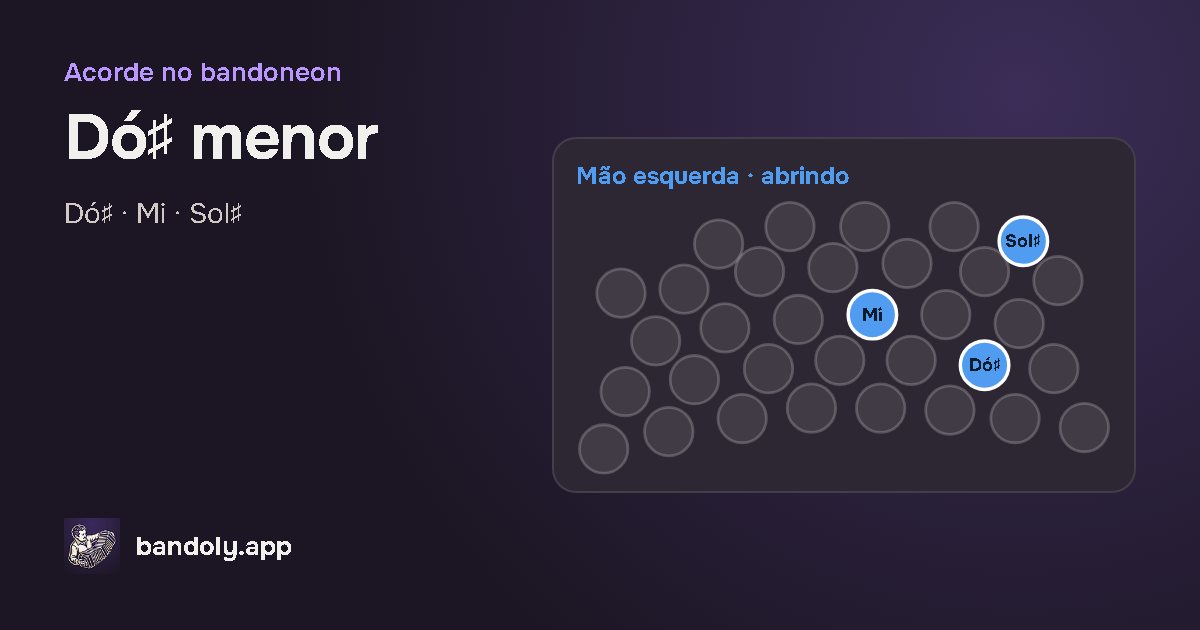 Acorde no bandoneon
Dó♯ menor
Dó♯ · Mi · Sol♯
Mão esquerda · abrindo
Sol♯
Mi
Dó♯
bandoly.app